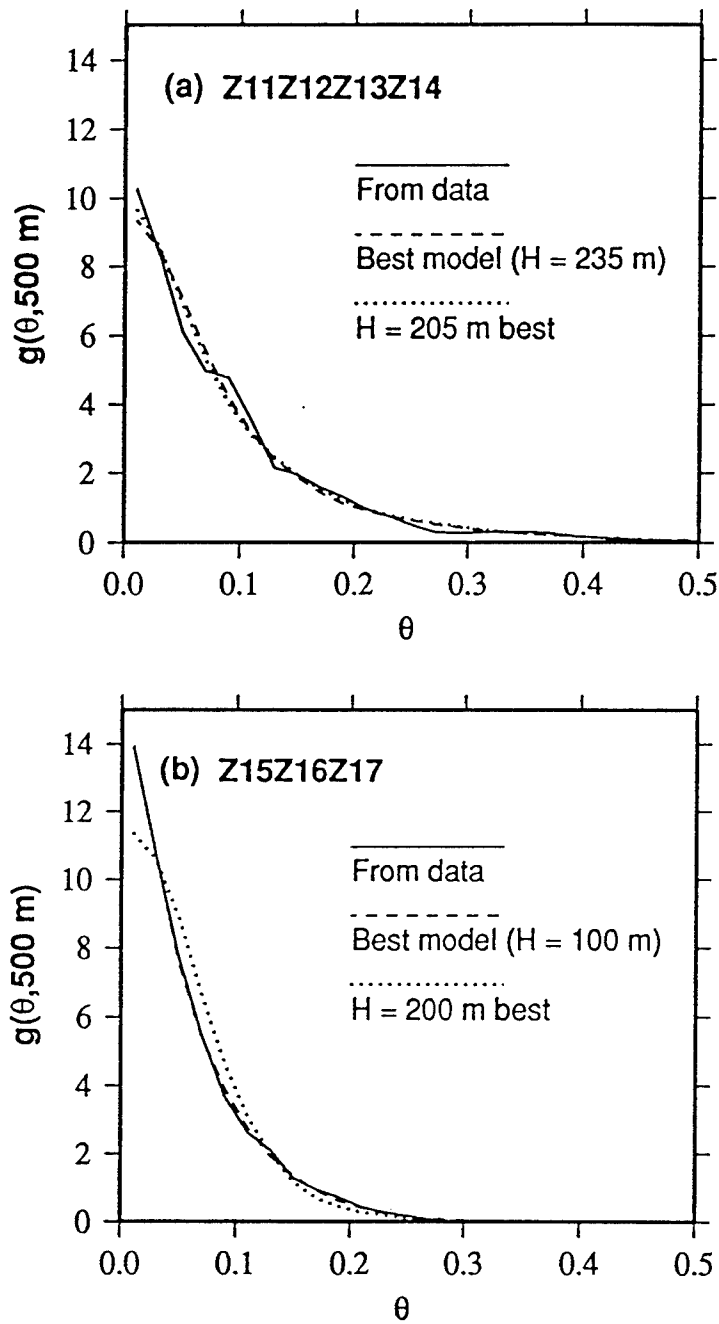 (a) Z11Z12Z13Z14
14
12
10
8
6
4
2
0
g(θ,500 m)
From data
Best model (H = 235 m)
H = 205 m best
0.0 0.1 0.2 0.3 0.4 0.5
θ
(b) Z15Z16Z17
14
12
10
8
6
4
2
0
g(θ,500 m)
From data
Best model (H = 100 m)
H = 200 m best
0.0 0.1 0.2 0.3 0.4 0.5
θ